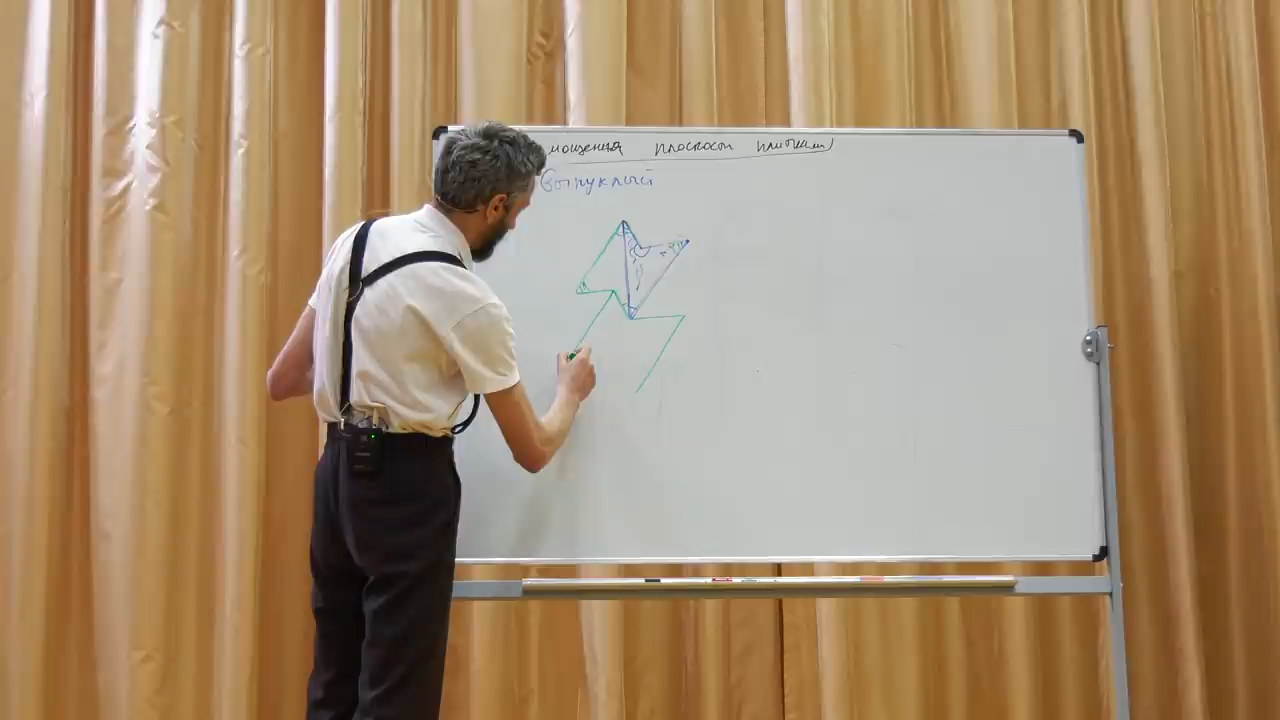 мощения плоскости плитками
выпуклый